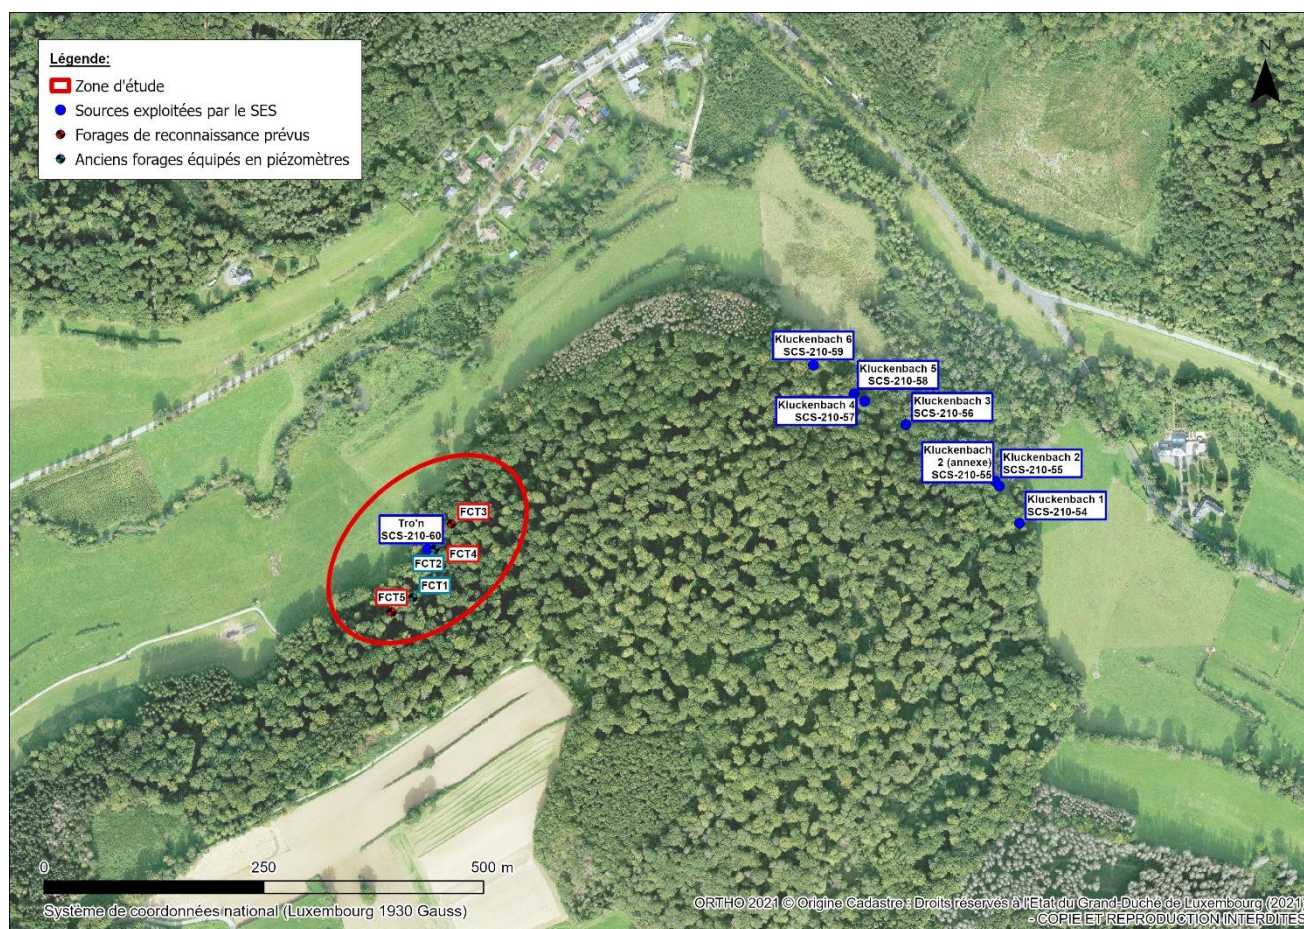 Légende:
Zone d'étude
Sources exploitées par le SES
Forages de reconnaissance prévus
Anciens forages équipés en piézomètres
N
Kluckenbach 6
SCS-210-59
Kluckenbach 5
SCS-210-58
Kluckenbach 4
SCS-210-57
Kluckenbach 3
SCS-210-56
Kluckenbach
2 (annexe)
SCS-210-55
Kluckenbach 2
SCS-210-55
Kluckenbach 1
SCS-210-54
FCT3
Tro'n
SCS-210-60
FCT4
FCT2
FCT1
FCT5
0 250 500 m
Système de coordonnées national (Luxembourg 1930 Gauss)
ORTHO 2021 © Origine Cadastre : Droits réservés à l'Etat du Grand-Duché de Luxembourg (2021)
- COPIE ET REPRODUCTION INTERDITES